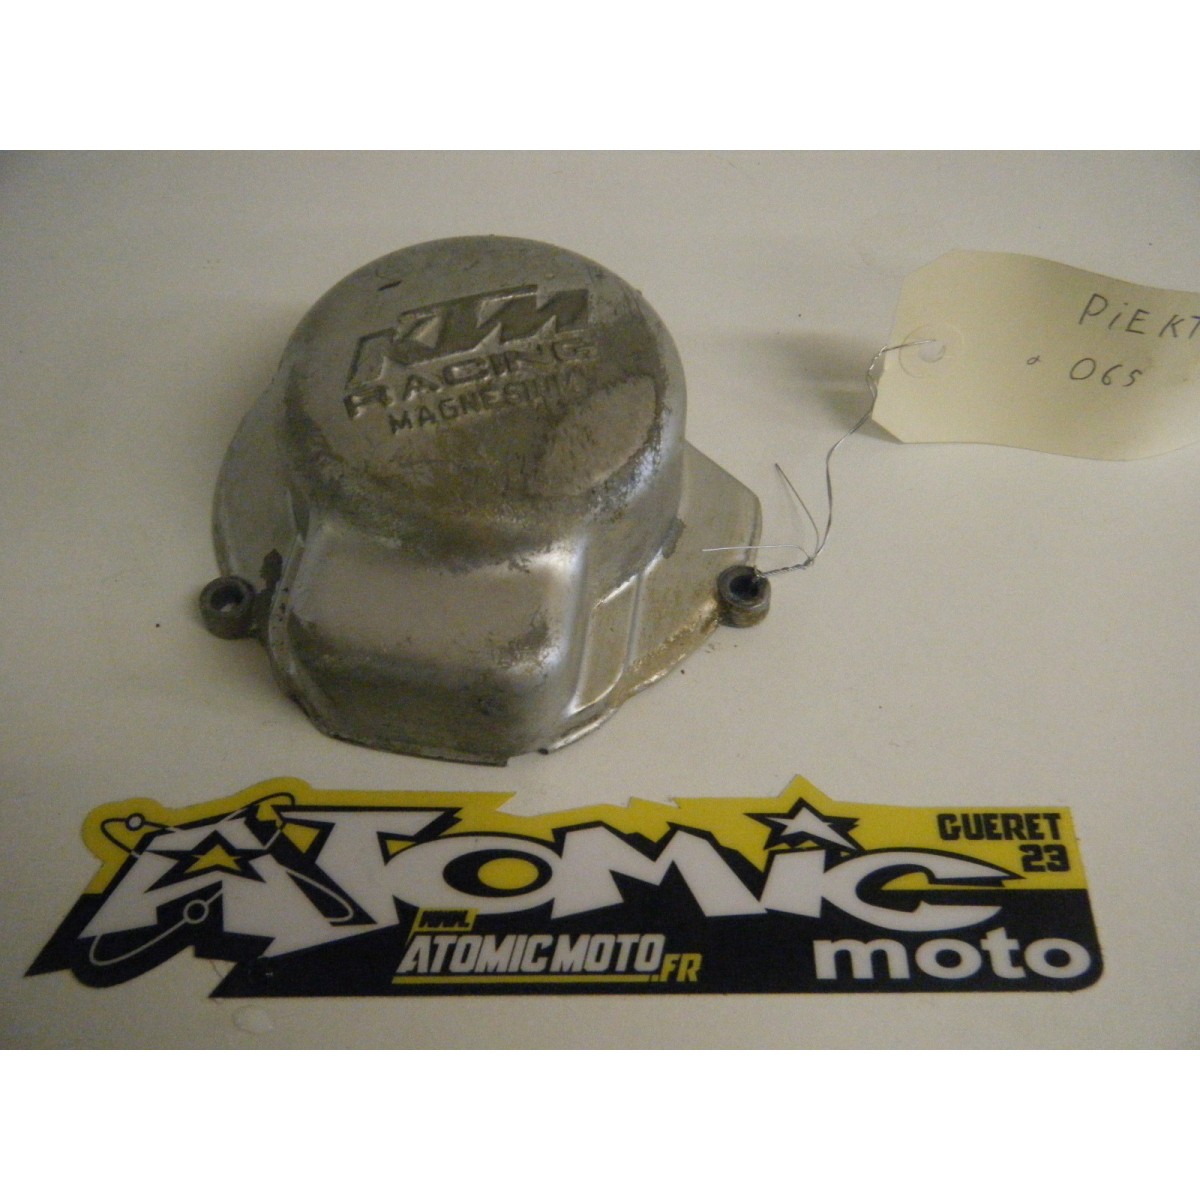 KTM
RACING
MAGNESIUM
PiEKT
065
ATOMIC
moto
GUERET
23
WWW.
ATOMICMOTO.FR